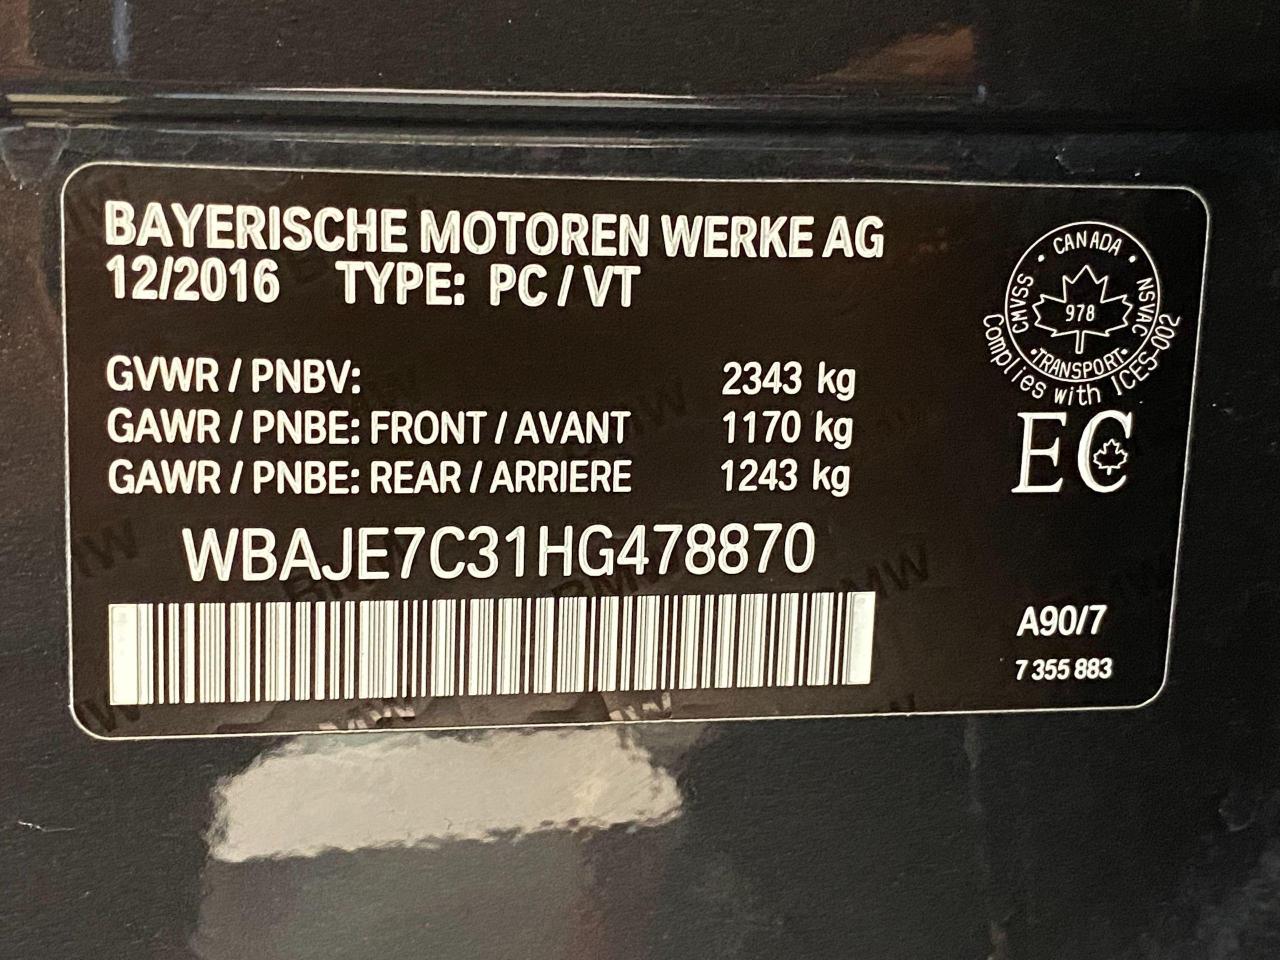 BAYERISCHE MOTOREN WERKE AG
12/2016 TYPE: PC / VT
GVWR / PNBV: 2343 kg
GAWR / PNBE: FRONT / AVANT 1170 kg
GAWR / PNBE: REAR / ARRIERE 1243 kg
WBAJE7C31HG478870
CMVSS • CANADA • NSVAC
978
•TRANSPORT•
Complies with ICES-002
EC
A90/7
7 355 883
BMW